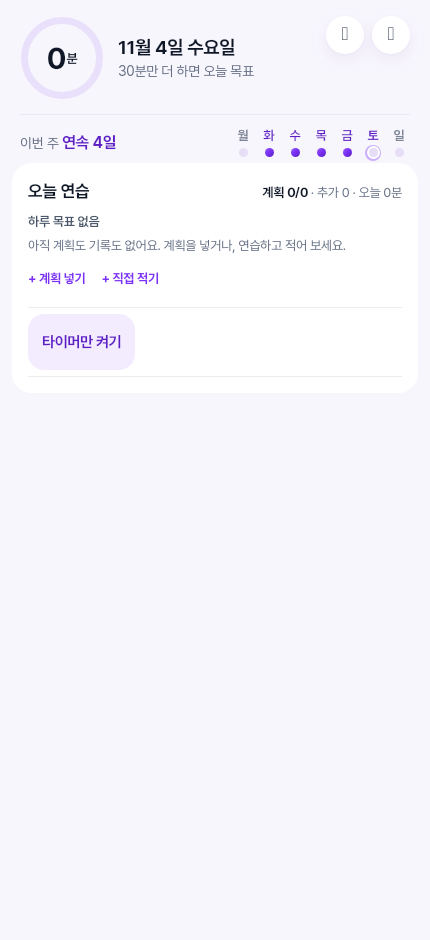 0분
11월 4일 수요일
30분만 더 하면 오늘 목표
이번 주 연속 4일
월 화 수 목 금 토 일
오늘 연습
계획 0/0 · 추가 0 · 오늘 0분
하루 목표 없음
아직 계획도 기록도 없어요. 계획을 넣거나, 연습하고 적어 보세요.
+ 계획 넣기 + 직접 적기
타이머만 켜기